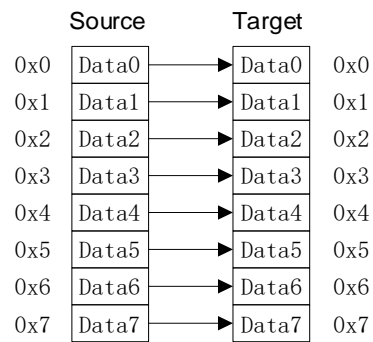 Source Target
0x0 Data0 Data0 0x0
0x1 Data1 Data1 0x1
0x2 Data2 Data2 0x2
0x3 Data3 Data3 0x3
0x4 Data4 Data4 0x4
0x5 Data5 Data5 0x5
0x6 Data6 Data6 0x6
0x7 Data7 Data7 0x7